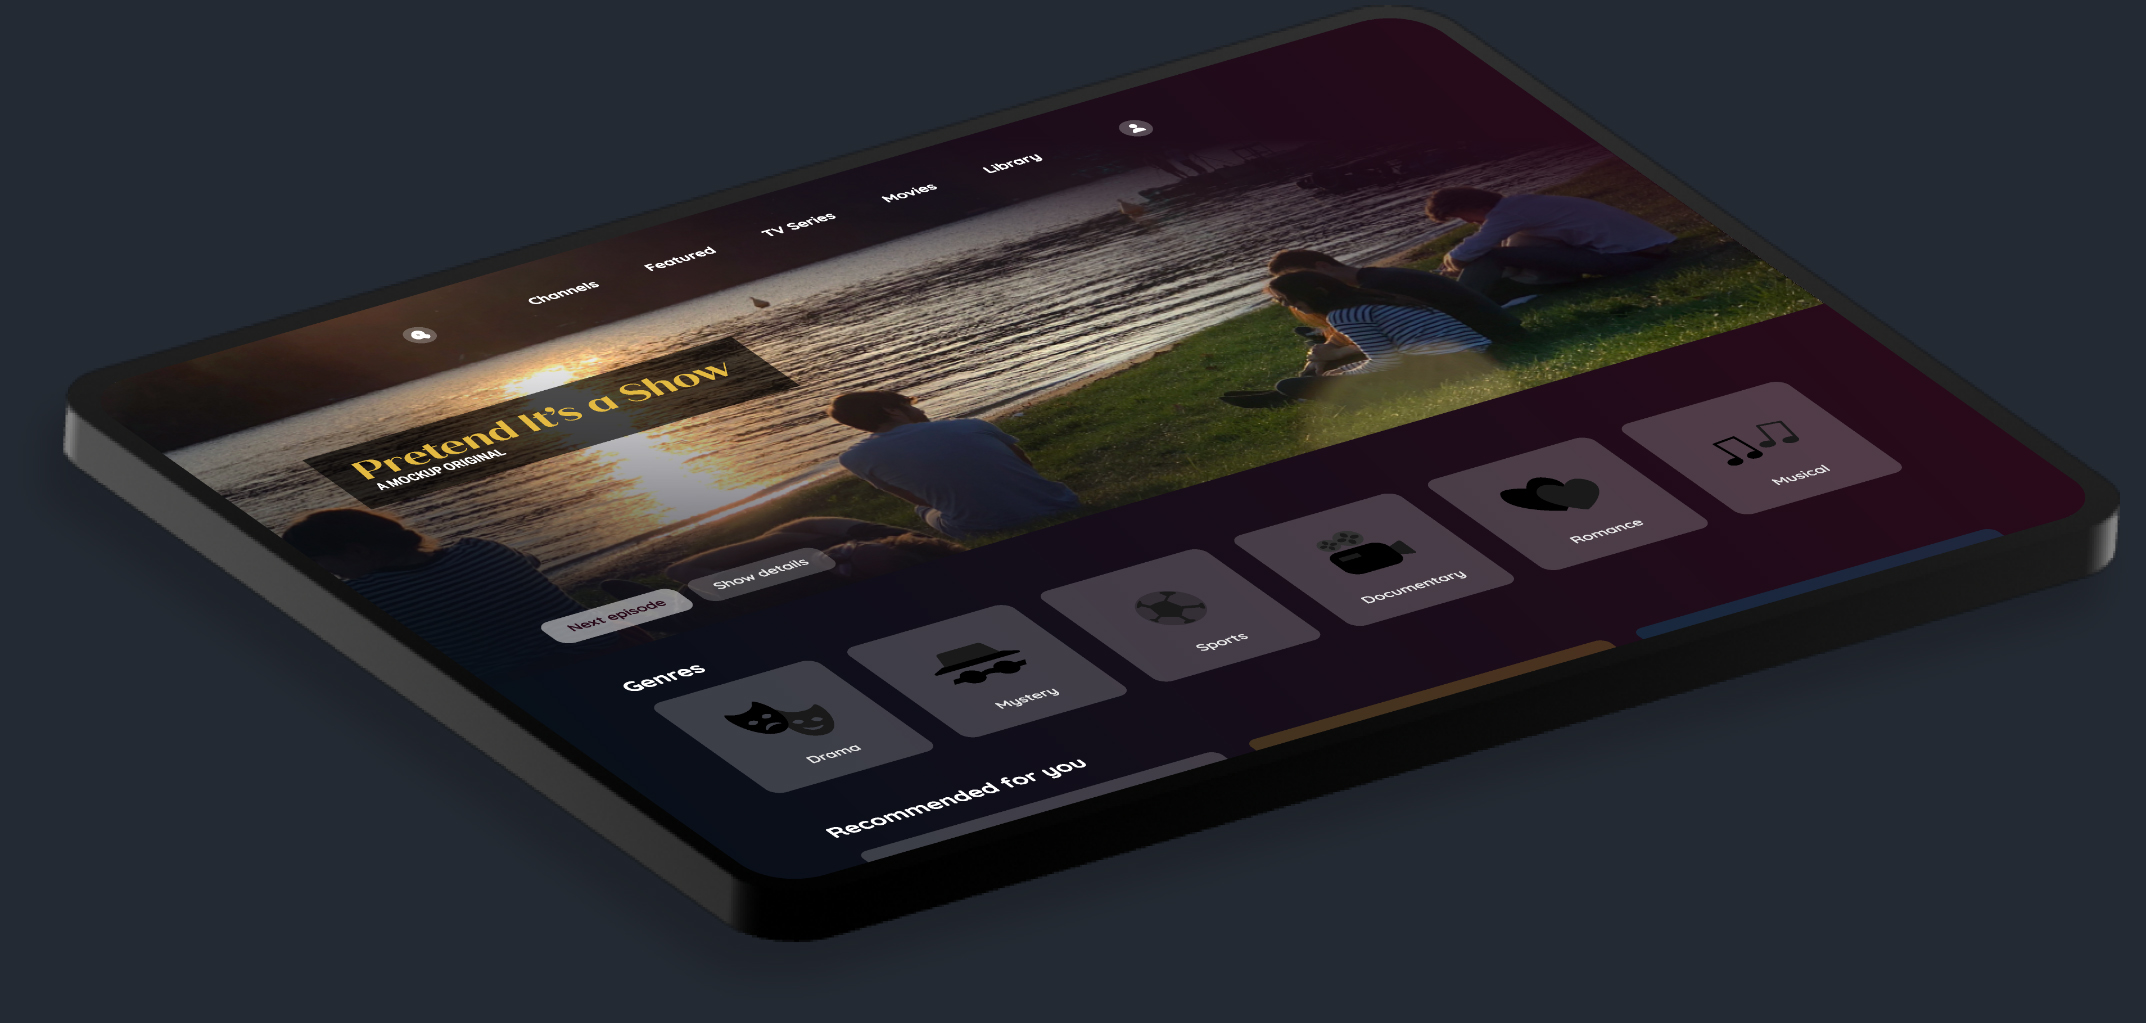 Channels
Featured
TV Series
Movies
Library
Pretend It's a Show
A MOCKUP ORIGINAL
Next episode
Show details
Genres
Drama
Mystery
Sports
Documentary
Romance
Musical
Recommended for you